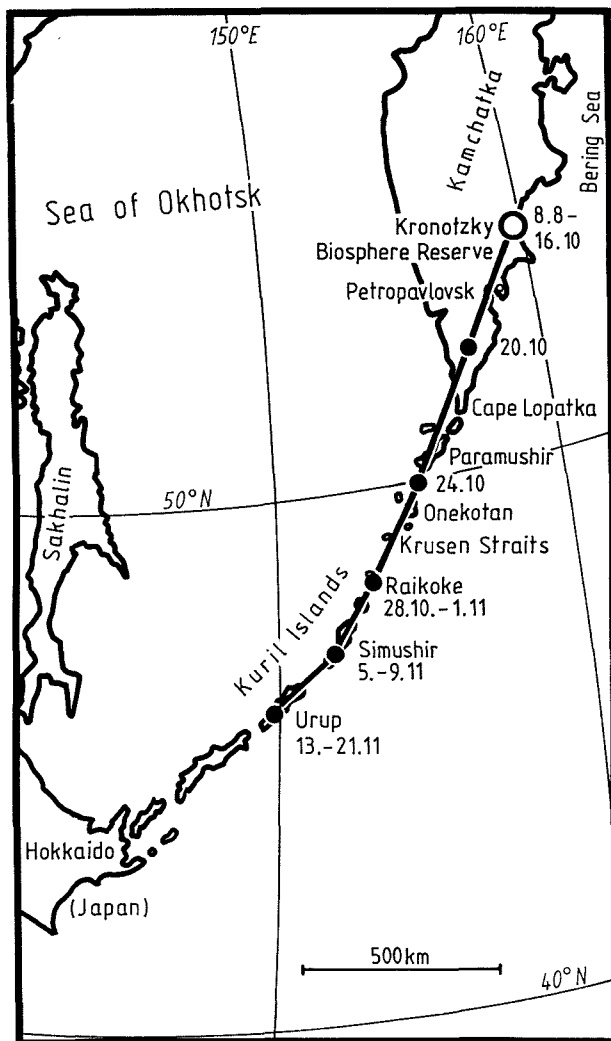 150°E
160°E
Bering Sea
Kamchatka
Sea of Okhotsk
Kronotzky
Biosphere Reserve
8.8–
16.10
Petropavlovsk
20.10
Cape Lopatka
Paramushir
24.10
50°N
Onekotan
Sakhalin
Krusen Straits
Raikoke
28.10.–1.11
Kuril Islands
Simushir
5.–9.11
Urup
13.–21.11
Hokkaido
(Japan)
500km
40°N